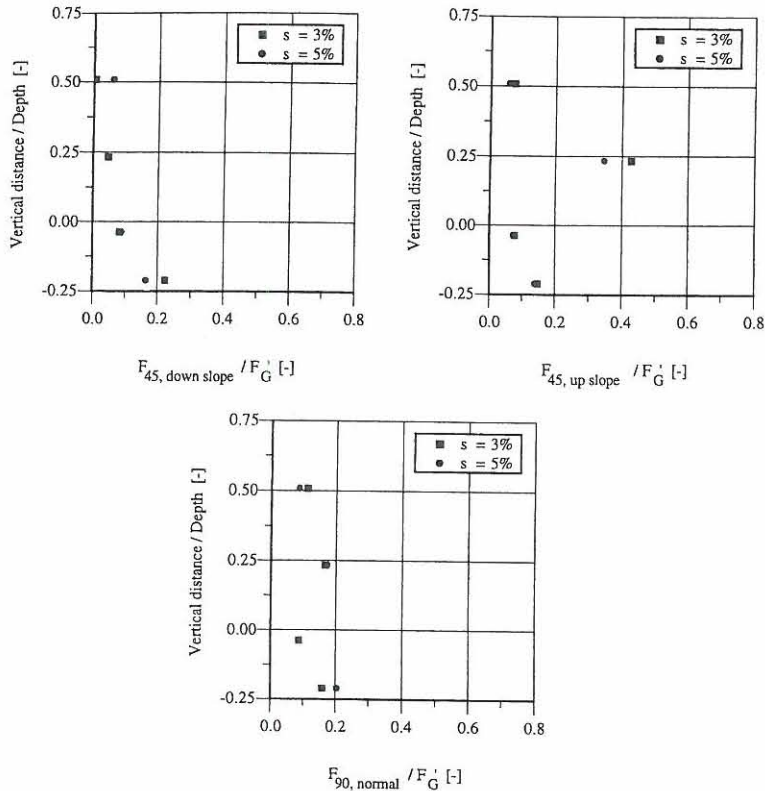 0.75
s = 3%
s = 5%
0.50
0.25
0.00
-0.25
0.0 0.2 0.4 0.6 0.8
Vertical distance / Depth [-]
F45, down slope / FG' [-]
0.75
s = 3%
s = 5%
0.50
0.25
0.00
-0.25
0.0 0.2 0.4 0.6 0.8
Vertical distance / Depth [-]
F45, up slope / FG' [-]
0.75
s = 3%
s = 5%
0.50
0.25
0.00
-0.25
0.0 0.2 0.4 0.6 0.8
Vertical distance / Depth [-]
F90, normal / FG' [-]